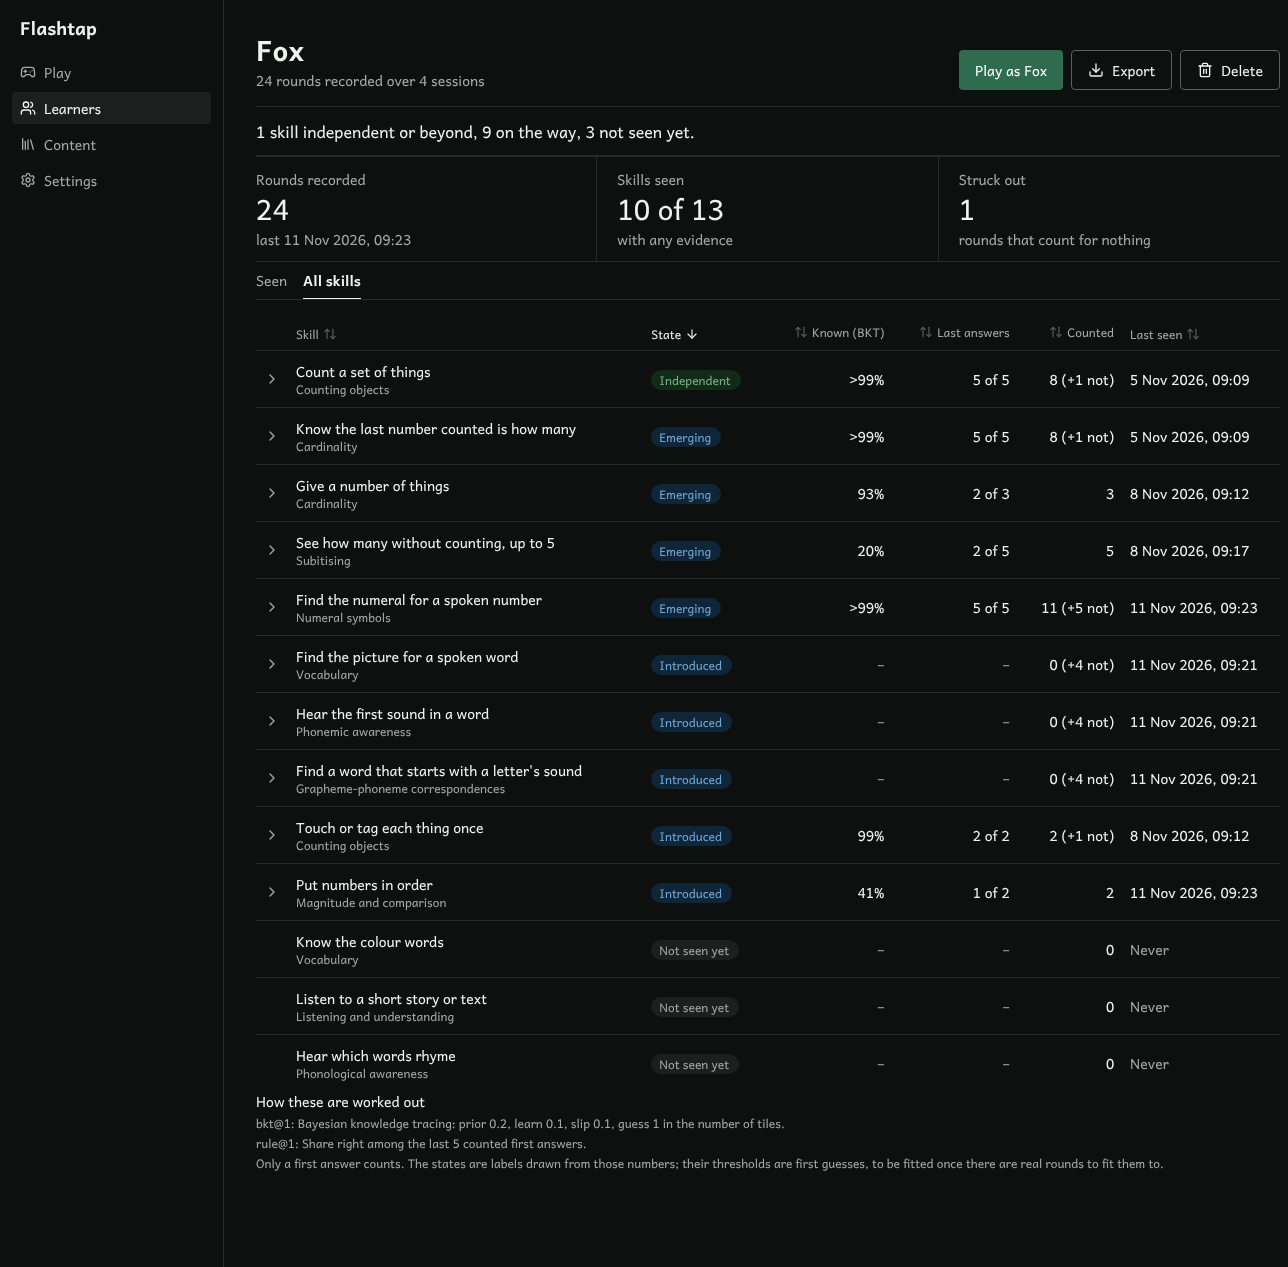 Flashtap
Play
Learners
Content
Settings
Fox
24 rounds recorded over 4 sessions
Play as Fox
Export
Delete
1 skill independent or beyond, 9 on the way, 3 not seen yet.
Rounds recorded
24
last 11 Nov 2026, 09:23
Skills seen
10 of 13
with any evidence
Struck out
1
rounds that count for nothing
Seen All skills
Skill State Known (BKT) Last answers Counted Last seen
Count a set of things
Counting objects
Independent >99% 5 of 5 8 (+1 not) 5 Nov 2026, 09:09
Know the last number counted is how many
Cardinality
Emerging >99% 5 of 5 8 (+1 not) 5 Nov 2026, 09:09
Give a number of things
Cardinality
Emerging 93% 2 of 3 3 8 Nov 2026, 09:12
See how many without counting, up to 5
Subitising
Emerging 20% 2 of 5 5 8 Nov 2026, 09:17
Find the numeral for a spoken number
Numeral symbols
Emerging >99% 5 of 5 11 (+5 not) 11 Nov 2026, 09:23
Find the picture for a spoken word
Vocabulary
Introduced – – 0 (+4 not) 11 Nov 2026, 09:21
Hear the first sound in a word
Phonemic awareness
Introduced – – 0 (+4 not) 11 Nov 2026, 09:21
Find a word that starts with a letter's sound
Grapheme-phoneme correspondences
Introduced – – 0 (+4 not) 11 Nov 2026, 09:21
Touch or tag each thing once
Counting objects
Introduced 99% 2 of 2 2 (+1 not) 8 Nov 2026, 09:12
Put numbers in order
Magnitude and comparison
Introduced 41% 1 of 2 2 11 Nov 2026, 09:23
Know the colour words
Vocabulary
Not seen yet – – 0 Never
Listen to a short story or text
Listening and understanding
Not seen yet – – 0 Never
Hear which words rhyme
Phonological awareness
Not seen yet – – 0 Never
How these are worked out
bkt@1: Bayesian knowledge tracing: prior 0.2, learn 0.1, slip 0.1, guess 1 in the number of tiles.
rule@1: Share right among the last 5 counted first answers.
Only a first answer counts. The states are labels drawn from those numbers; their thresholds are first guesses, to be fitted once there are real rounds to fit them to.